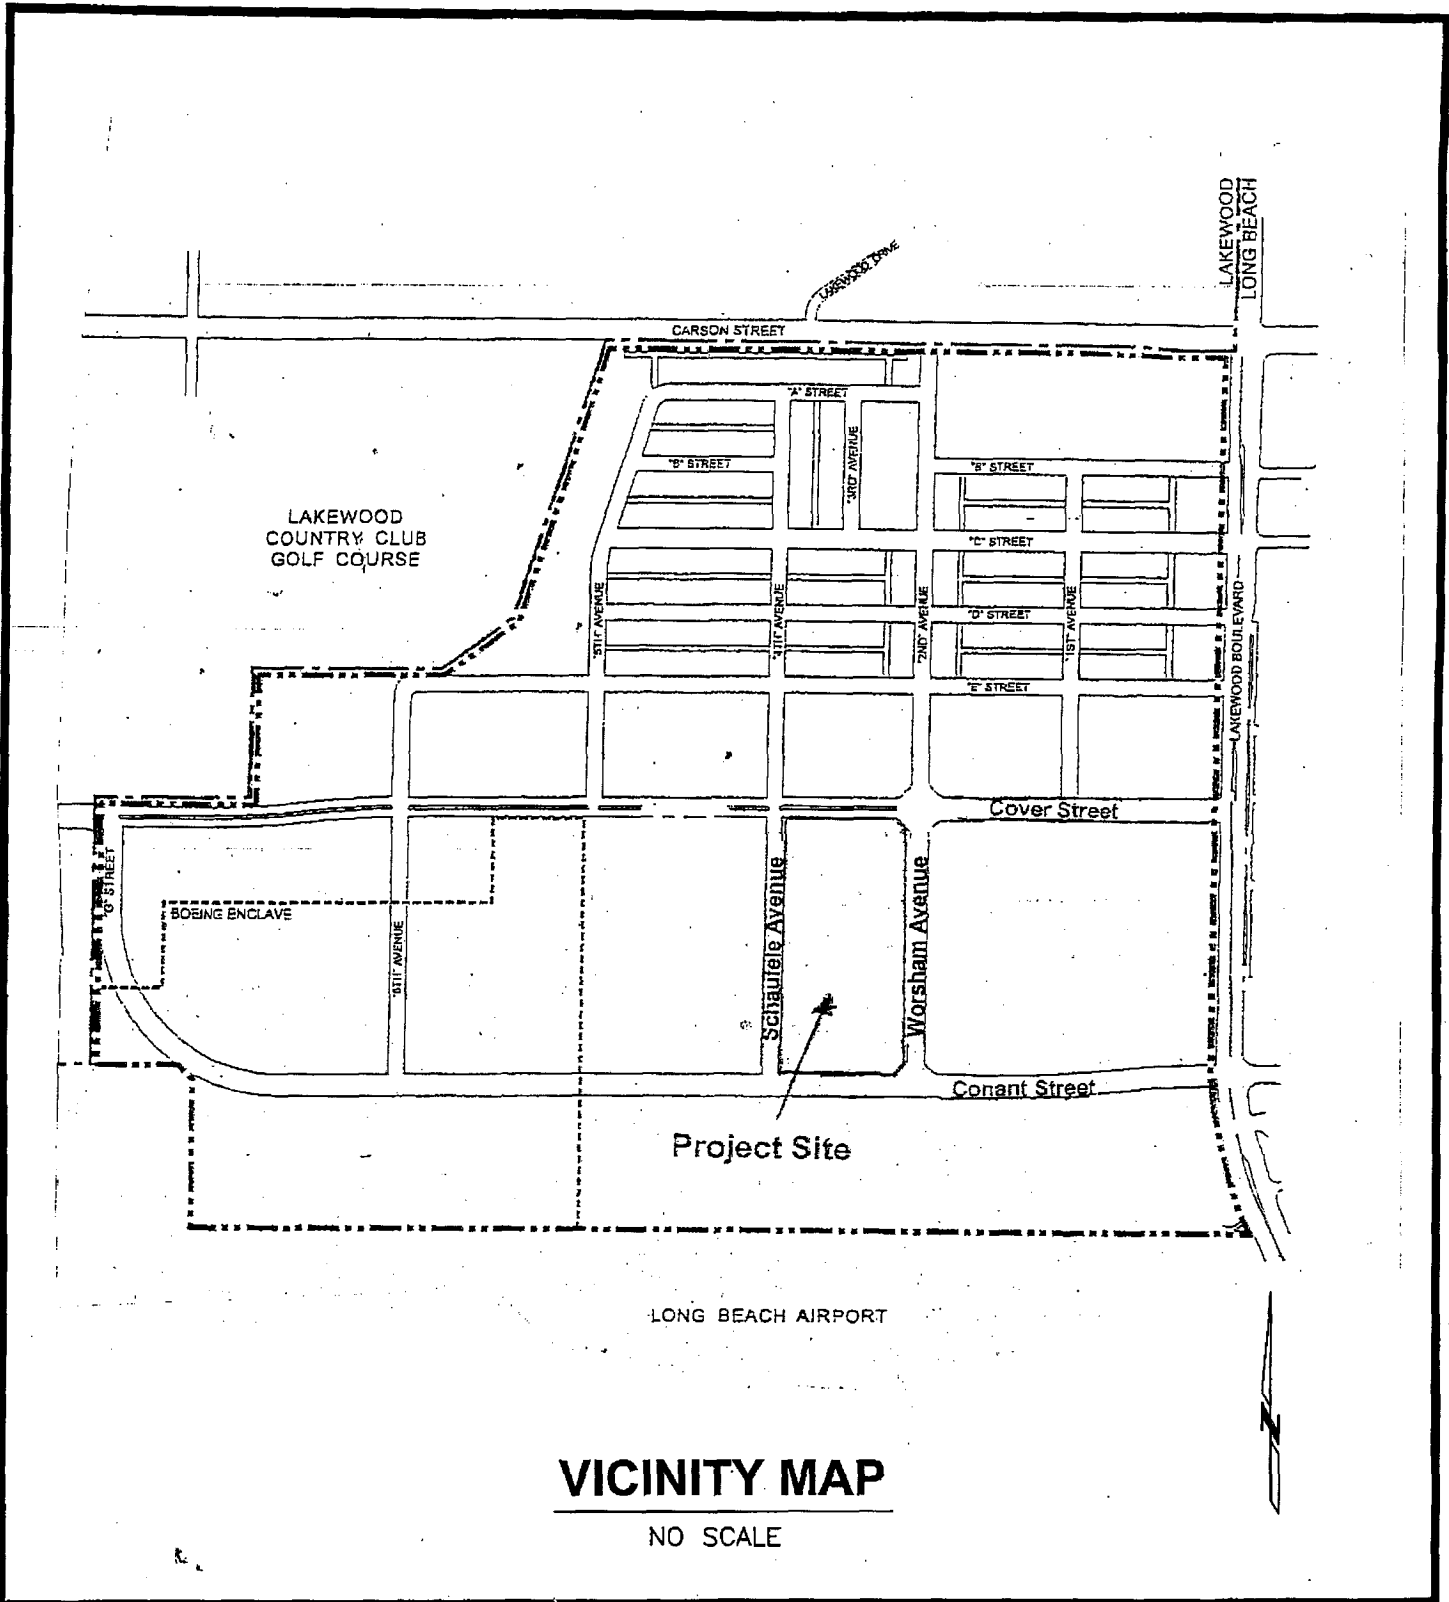 LAKEWOOD
LONG BEACH
LAKEWOOD DRIVE
CARSON STREET
"A" STREET
"3RD" AVENUE
"B" STREET
"B" STREET
LAKEWOOD
COUNTRY CLUB
GOLF COURSE
"C" STREET
"5TH" AVENUE
"4TH" AVENUE
"2ND" AVENUE
"1ST" AVENUE
"D" STREET
LAKEWOOD BOULEVARD
"E" STREET
Cover Street
"G" STREET
BOEING ENCLAVE
"6TH" AVENUE
Schaufele Avenue
Worsham Avenue
Conant Street
Project Site
LONG BEACH AIRPORT
N
VICINITY MAP
NO SCALE